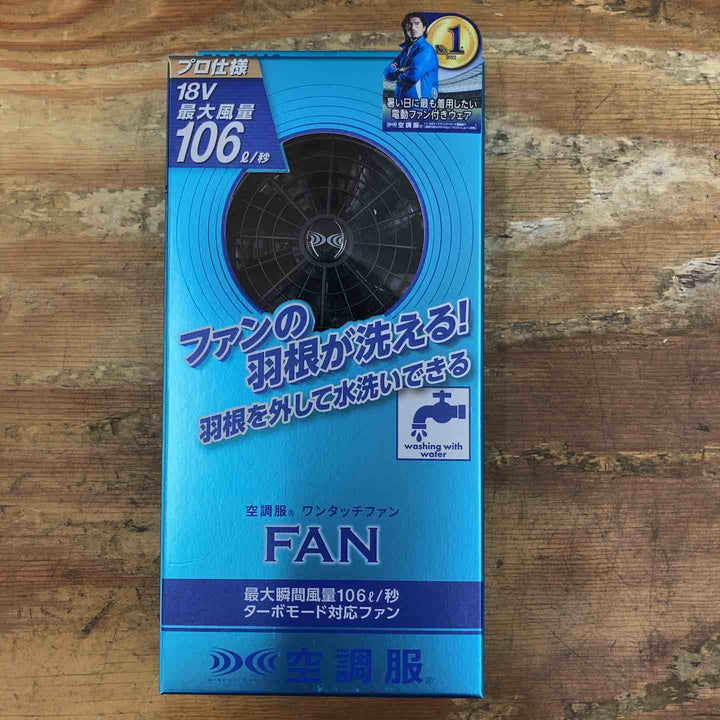 プロ仕様
18V
最大風量
106ℓ/秒
No.1
2022
暑い日に最も着用したい
電動ファン付きウェア
空調服®
ファンの
羽根が洗える!
羽根を外して水洗いできる
washing with
water
空調服® ワンタッチファン
FAN
最大瞬間風量106ℓ/秒
ターボモード対応ファン
空調服®